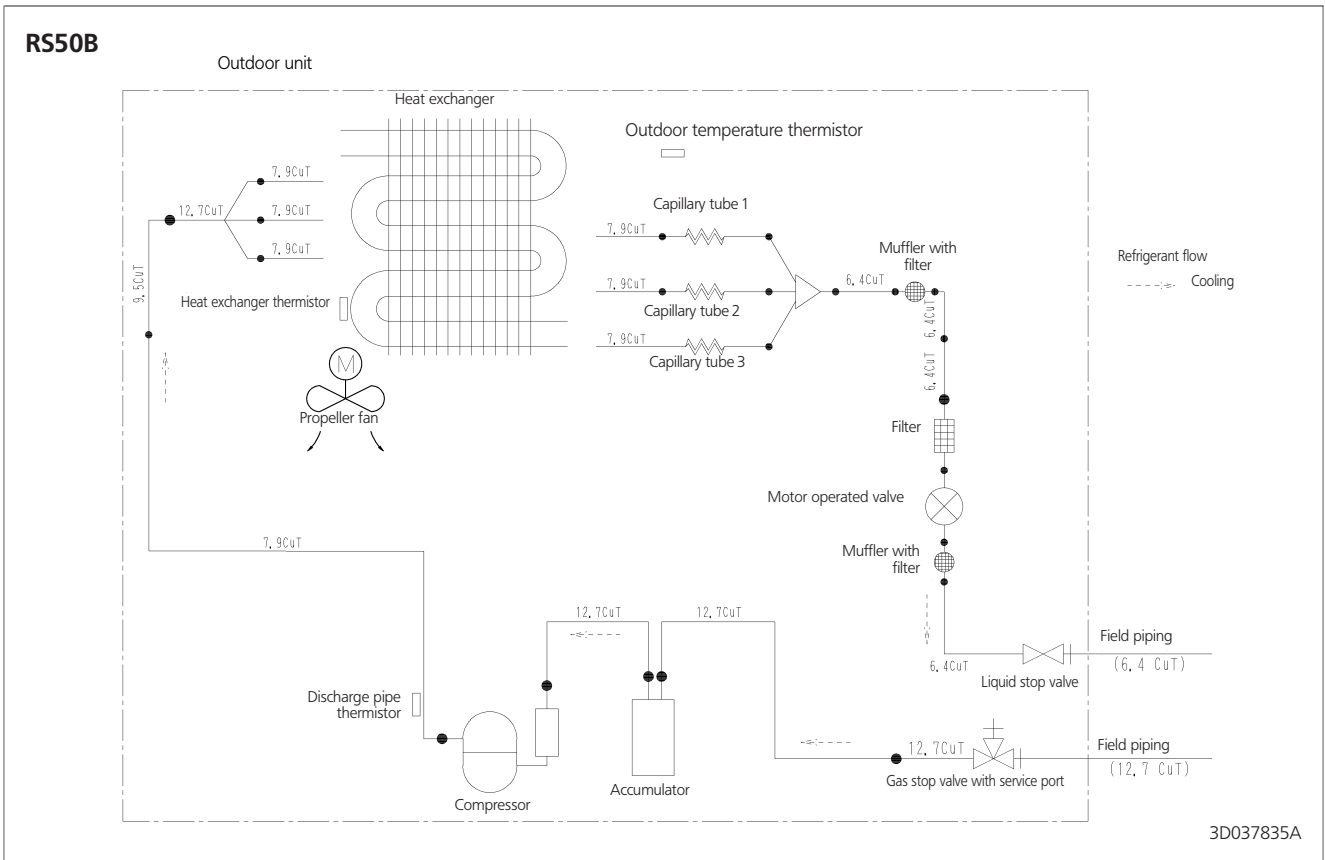 RS50B
Outdoor unit
Heat exchanger
Outdoor temperature thermistor
7.9CuT
12.7CuT
7.9CuT
7.9CuT
9.5CuT
Heat exchanger thermistor
M
Propeller fan
Capillary tube 1
7.9CuT
Capillary tube 2
7.9CuT
Capillary tube 3
7.9CuT
6.4CuT
Muffler with
filter
6.4CuT
6.4CuT
Refrigerant flow
Cooling
Filter
Motor operated valve
Muffler with
filter
7.9CuT
12.7CuT
12.7CuT
6.4CuT
Liquid stop valve
Field piping
(6.4 CuT)
Discharge pipe
thermistor
Compressor
Accumulator
12.7CuT
Gas stop valve with service port
Field piping
(12.7 CuT)
3D037835A